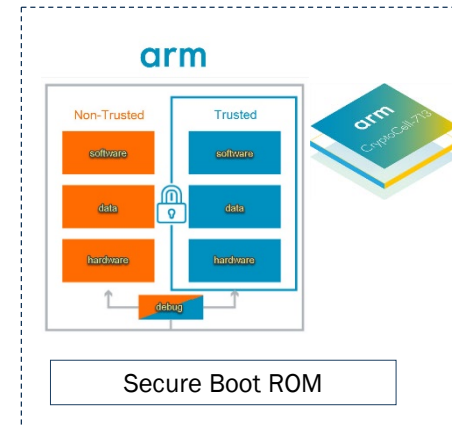 arm
Non-Trusted
Trusted
software
software
arm
CryptoCell-713
data
data
hardware
hardware
debug
Secure Boot ROM